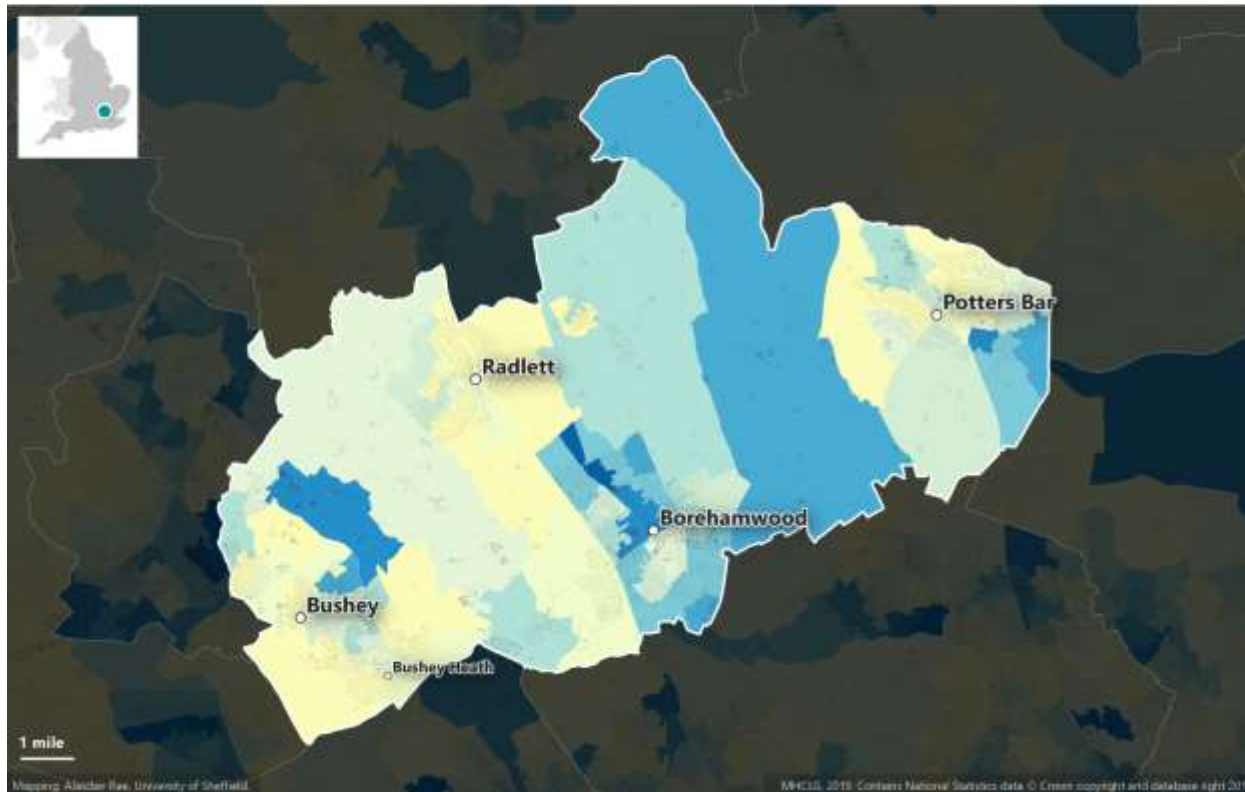 Potters Bar
Radlett
Borehamwood
Bushey
Bushey Heath
1 mile
Mapping: Alasdair Rae, University of Sheffield.
MHCLG, 2019. Contains National Statistics data. © Crown copyright and database right 201